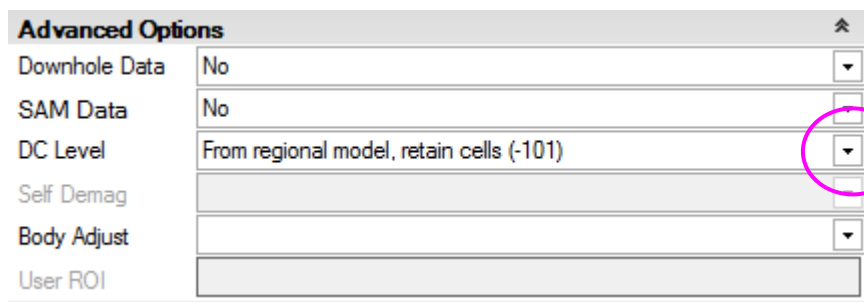 Advanced Options
Downhole Data No
SAM Data No
DC Level From regional model, retain cells (-101)
Self Demag
Body Adjust
User ROI